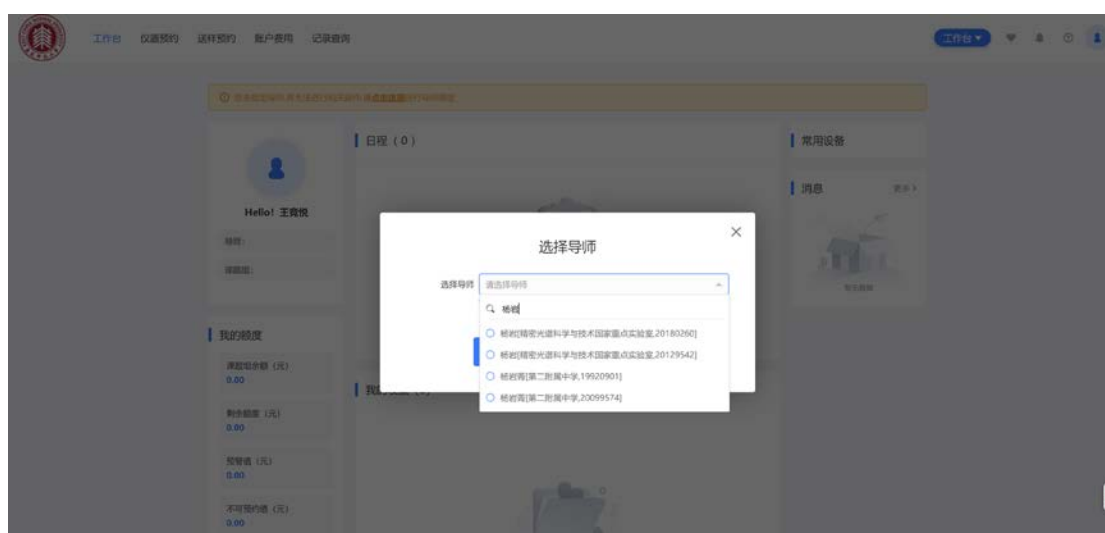 工作台 仪器预约 送样预约 账户费用 记录查询
工作台
日程（0）
常用设备
消息
更多
Hello! 王竞悦
课题组:
选择导师
选择导师 请选择导师
杨岩
杨岩[精密光谱科学与技术国家重点实验室,20180260]
杨岩[精密光谱科学与技术国家重点实验室,20129542]
杨岩菁[第二附属中学,19920901]
杨岩菁[第二附属中学,20099574]
我的额度
课题组余额（元）
0.00
剩余额度（元）
0.00
预警值（元）
0.00
不可预约值（元）
0.00